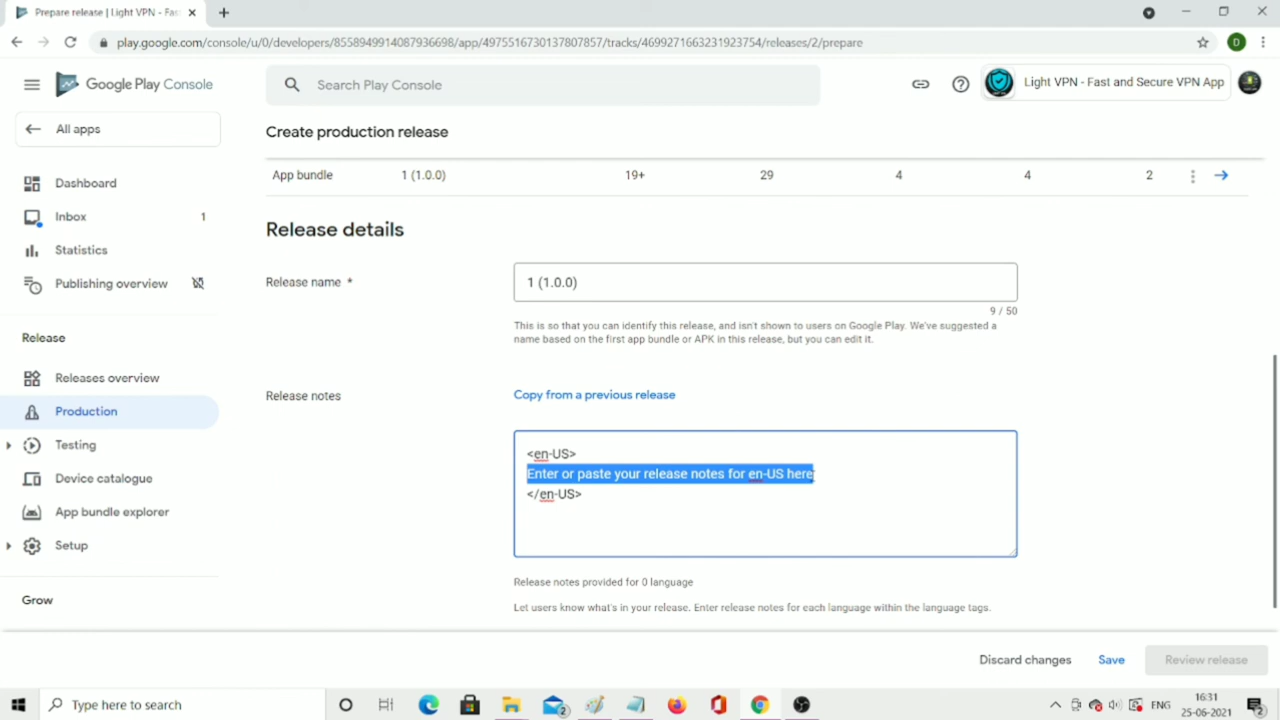 Prepare release | Light VPN - Fas
play.google.com/console/u/0/developers/8558949914087936698/app/4975516730137807857/tracks/4699271663231923754/releases/2/prepare
D
Google Play Console
Search Play Console
Light VPN - Fast and Secure VPN App
All apps
Create production release
App bundle 1 (1.0.0) 19+ 29 4 4 2
Dashboard
Inbox 1
Statistics
Publishing overview
Release
Releases overview
Production
Testing
Device catalogue
App bundle explorer
Setup
Grow
Release details
Release name *
1 (1.0.0)
9 / 50
This is so that you can identify this release, and isn't shown to users on Google Play. We've suggested a
name based on the first app bundle or APK in this release, but you can edit it.
Release notes
Copy from a previous release
<en-US>
Enter or paste your release notes for en-US here
</en-US>
Release notes provided for 0 language
Let users know what's in your release. Enter release notes for each language within the language tags.
Discard changes Save Review release
Type here to search
2
ENG
16:31
25-06-2021
2